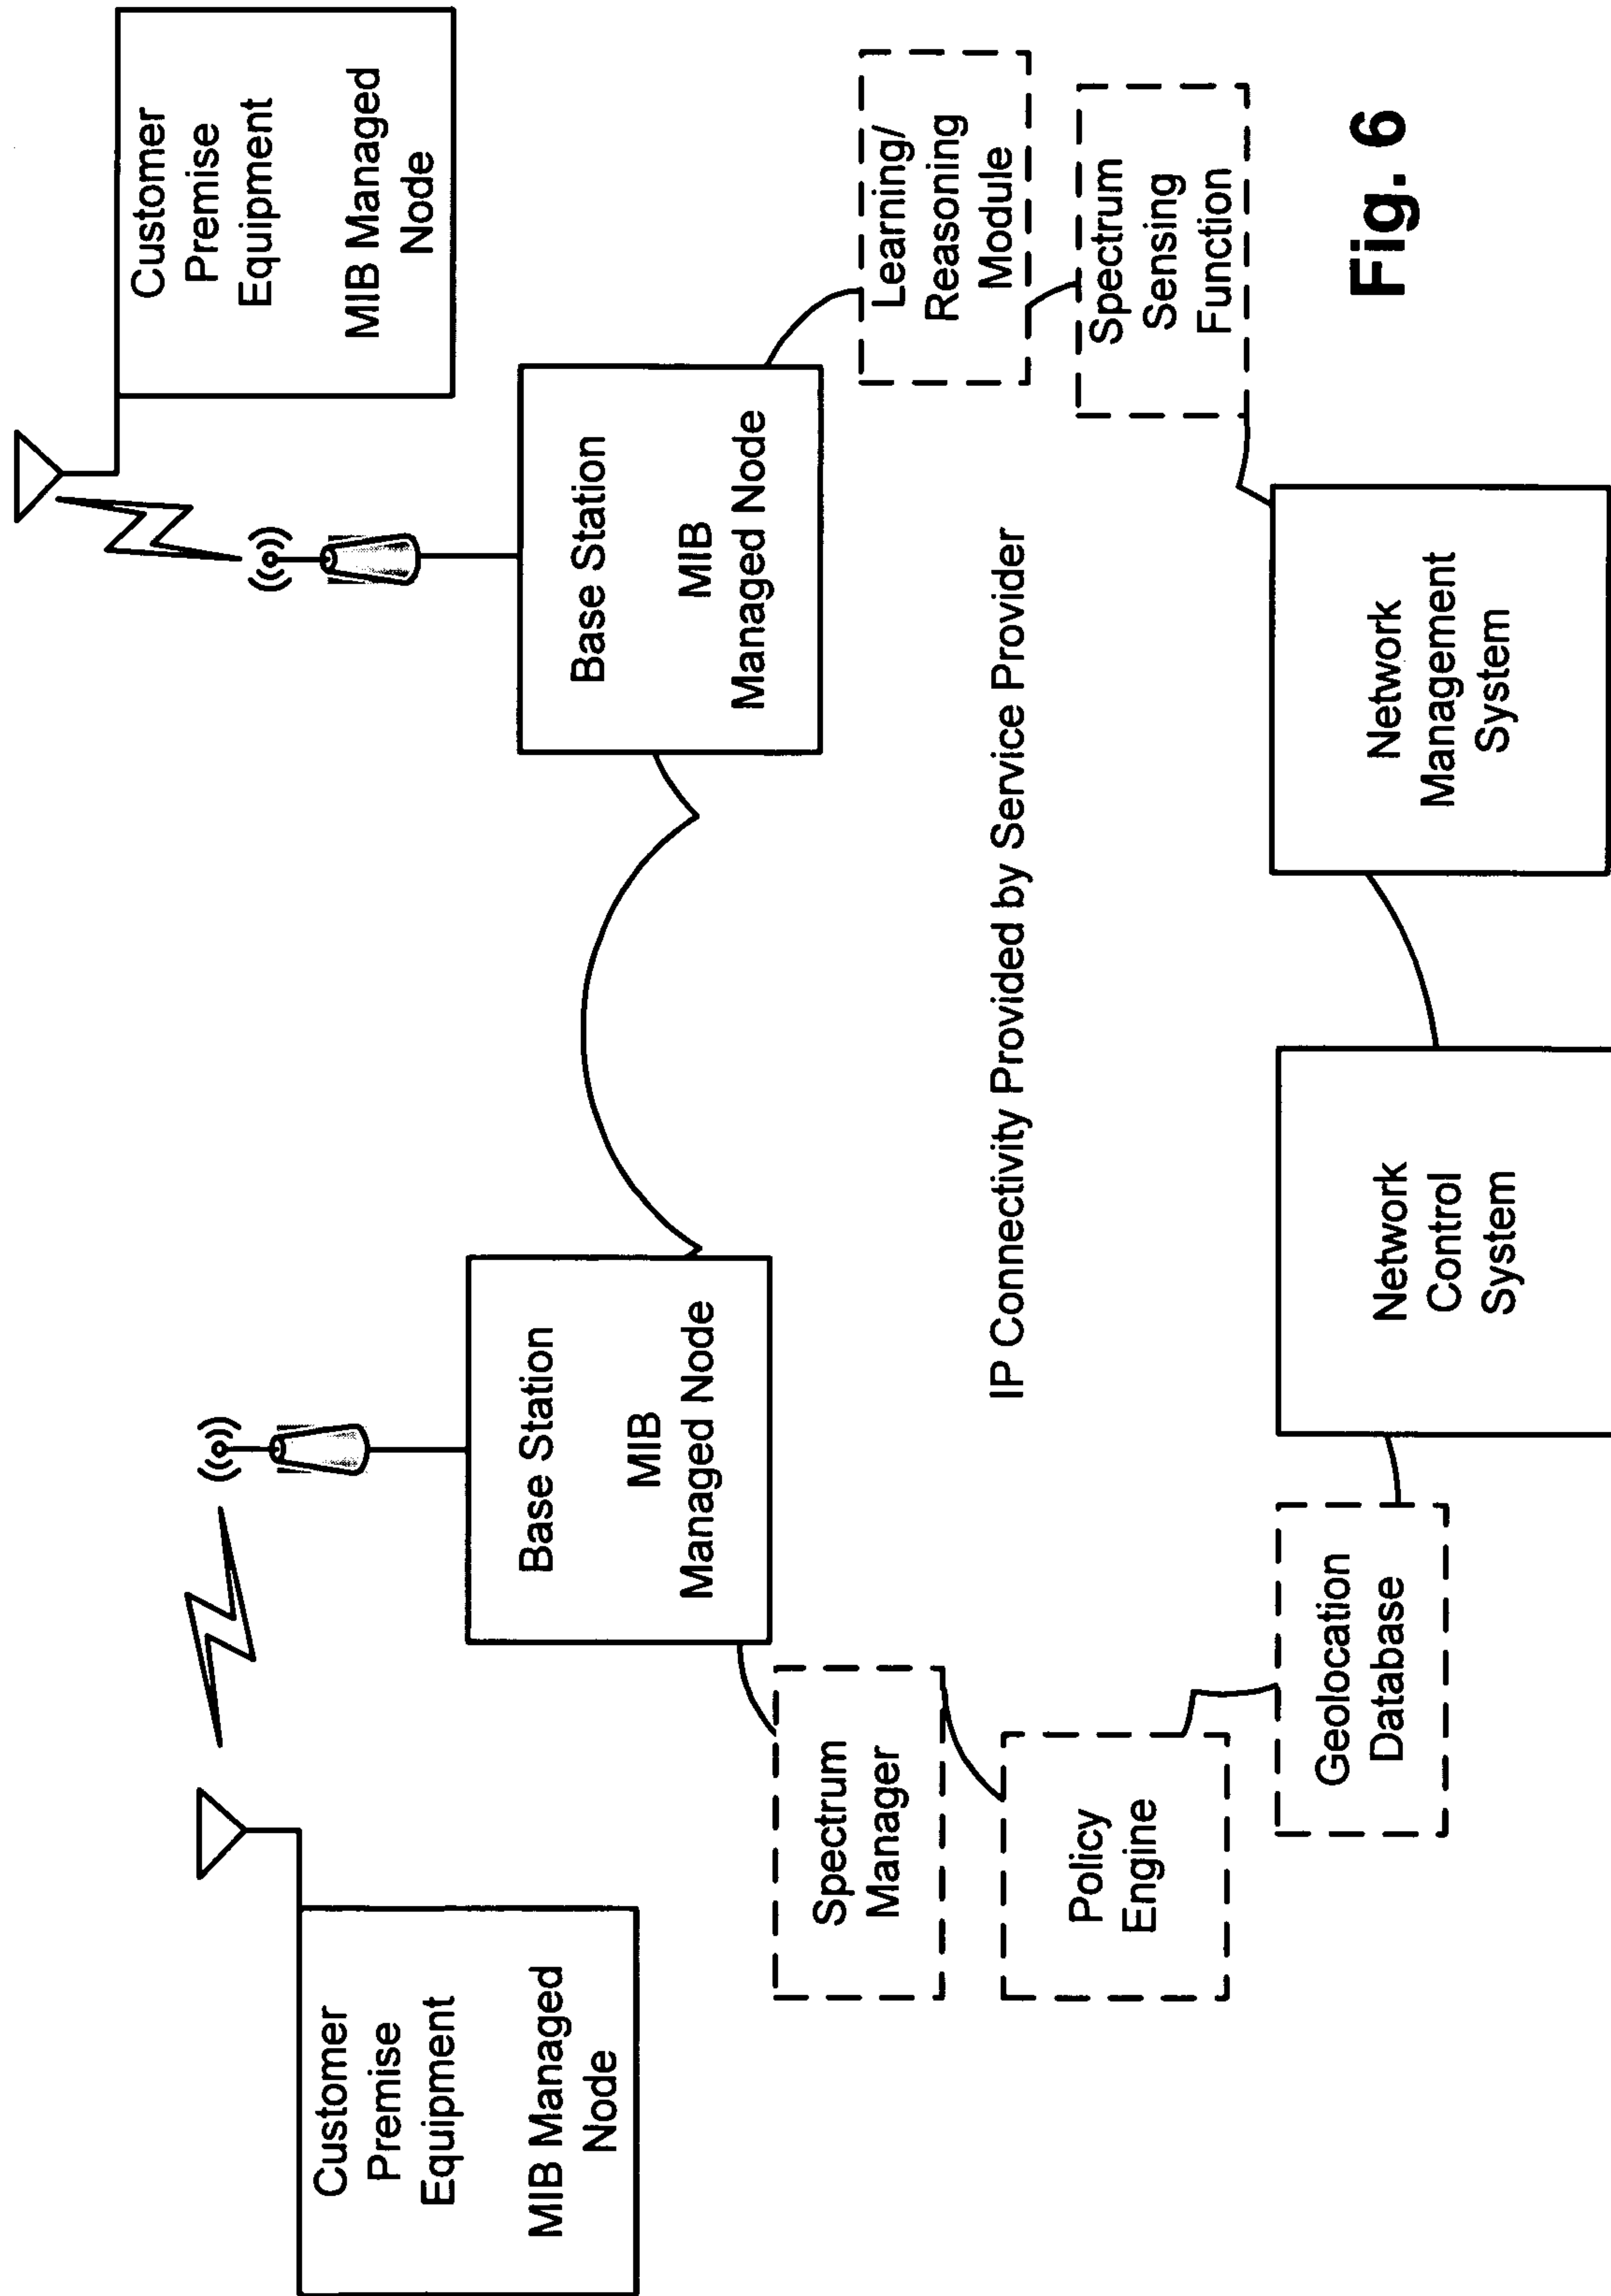 Customer
Premise
Equipment
MIB Managed
Node
Base Station
MIB
Managed Node
Base Station
MIB
Managed Node
Customer
Premise
Equipment
MIB Managed
Node
Spectrum
Manager
Policy
Engine
Geolocation
Database
IP Connectivity Provided by Service Provider
Learning/
Reasoning
Module
Spectrum
Sensing
Function
Network
Control
System
Network
Management
System
Fig. 6